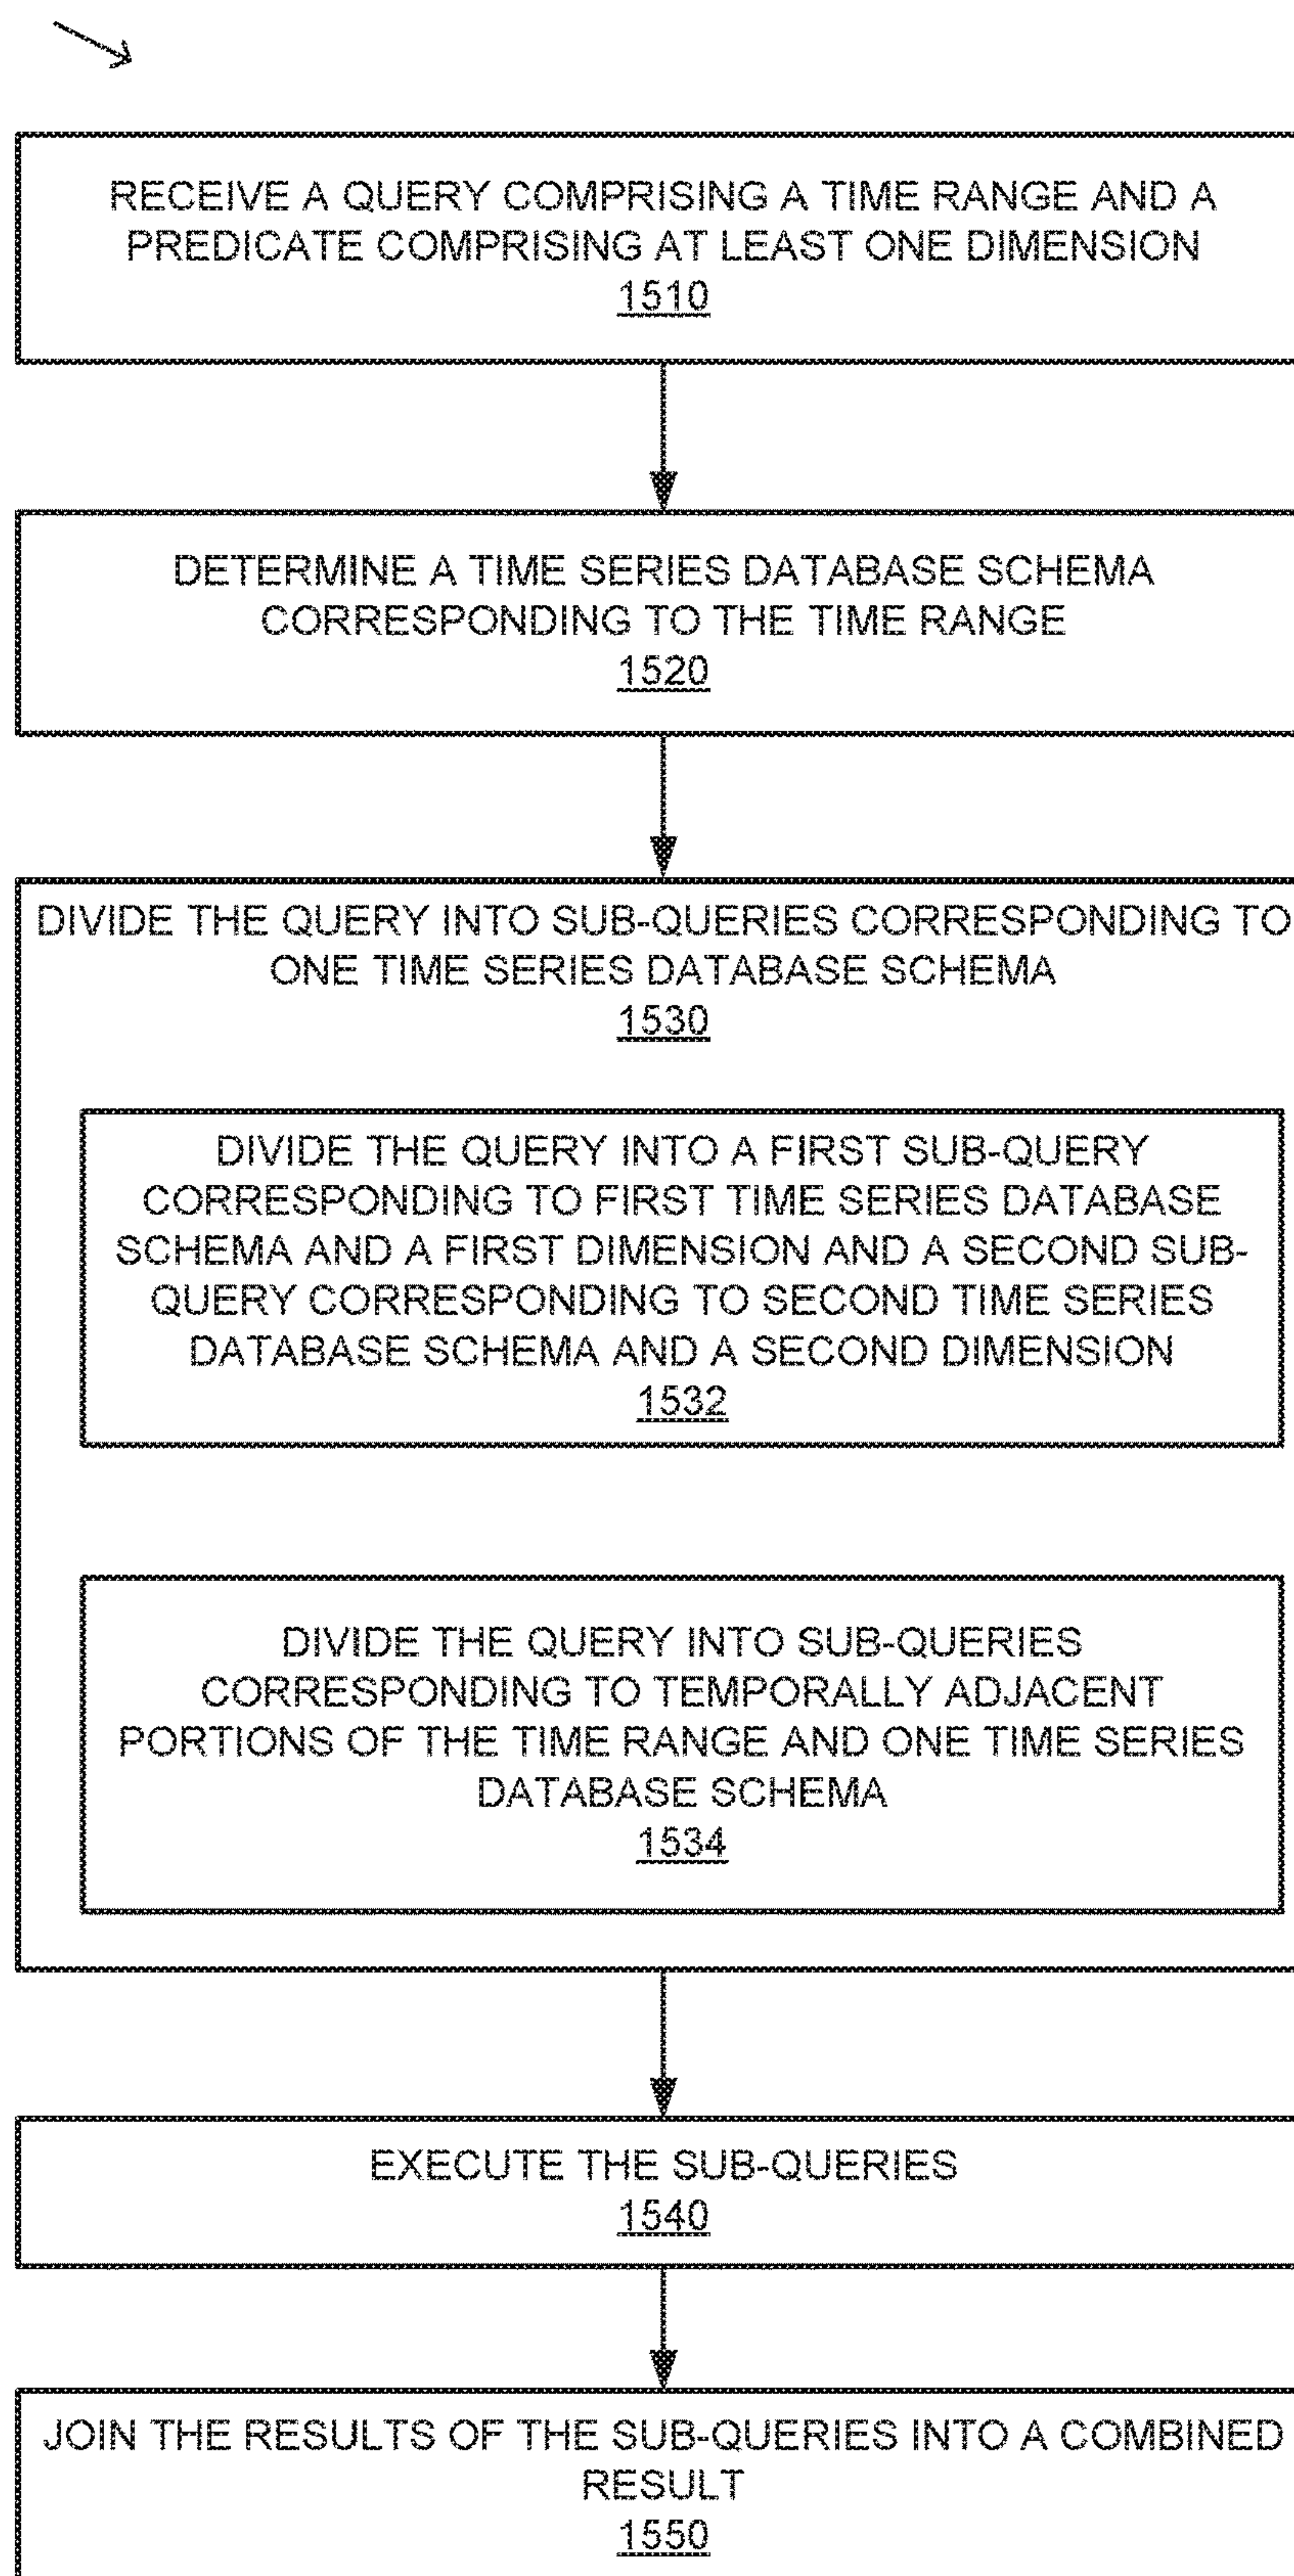 RECEIVE A QUERY COMPRISING A TIME RANGE AND A
PREDICATE COMPRISING AT LEAST ONE DIMENSION
1510
DETERMINE A TIME SERIES DATABASE SCHEMA
CORRESPONDING TO THE TIME RANGE
1520
DIVIDE THE QUERY INTO SUB-QUERIES CORRESPONDING TO
ONE TIME SERIES DATABASE SCHEMA
1530
DIVIDE THE QUERY INTO A FIRST SUB-QUERY
CORRESPONDING TO FIRST TIME SERIES DATABASE
SCHEMA AND A FIRST DIMENSION AND A SECOND SUB-
QUERY CORRESPONDING TO SECOND TIME SERIES
DATABASE SCHEMA AND A SECOND DIMENSION
1532
DIVIDE THE QUERY INTO SUB-QUERIES
CORRESPONDING TO TEMPORALLY ADJACENT
PORTIONS OF THE TIME RANGE AND ONE TIME SERIES
DATABASE SCHEMA
1534
EXECUTE THE SUB-QUERIES
1540
JOIN THE RESULTS OF THE SUB-QUERIES INTO A COMBINED
RESULT
1550